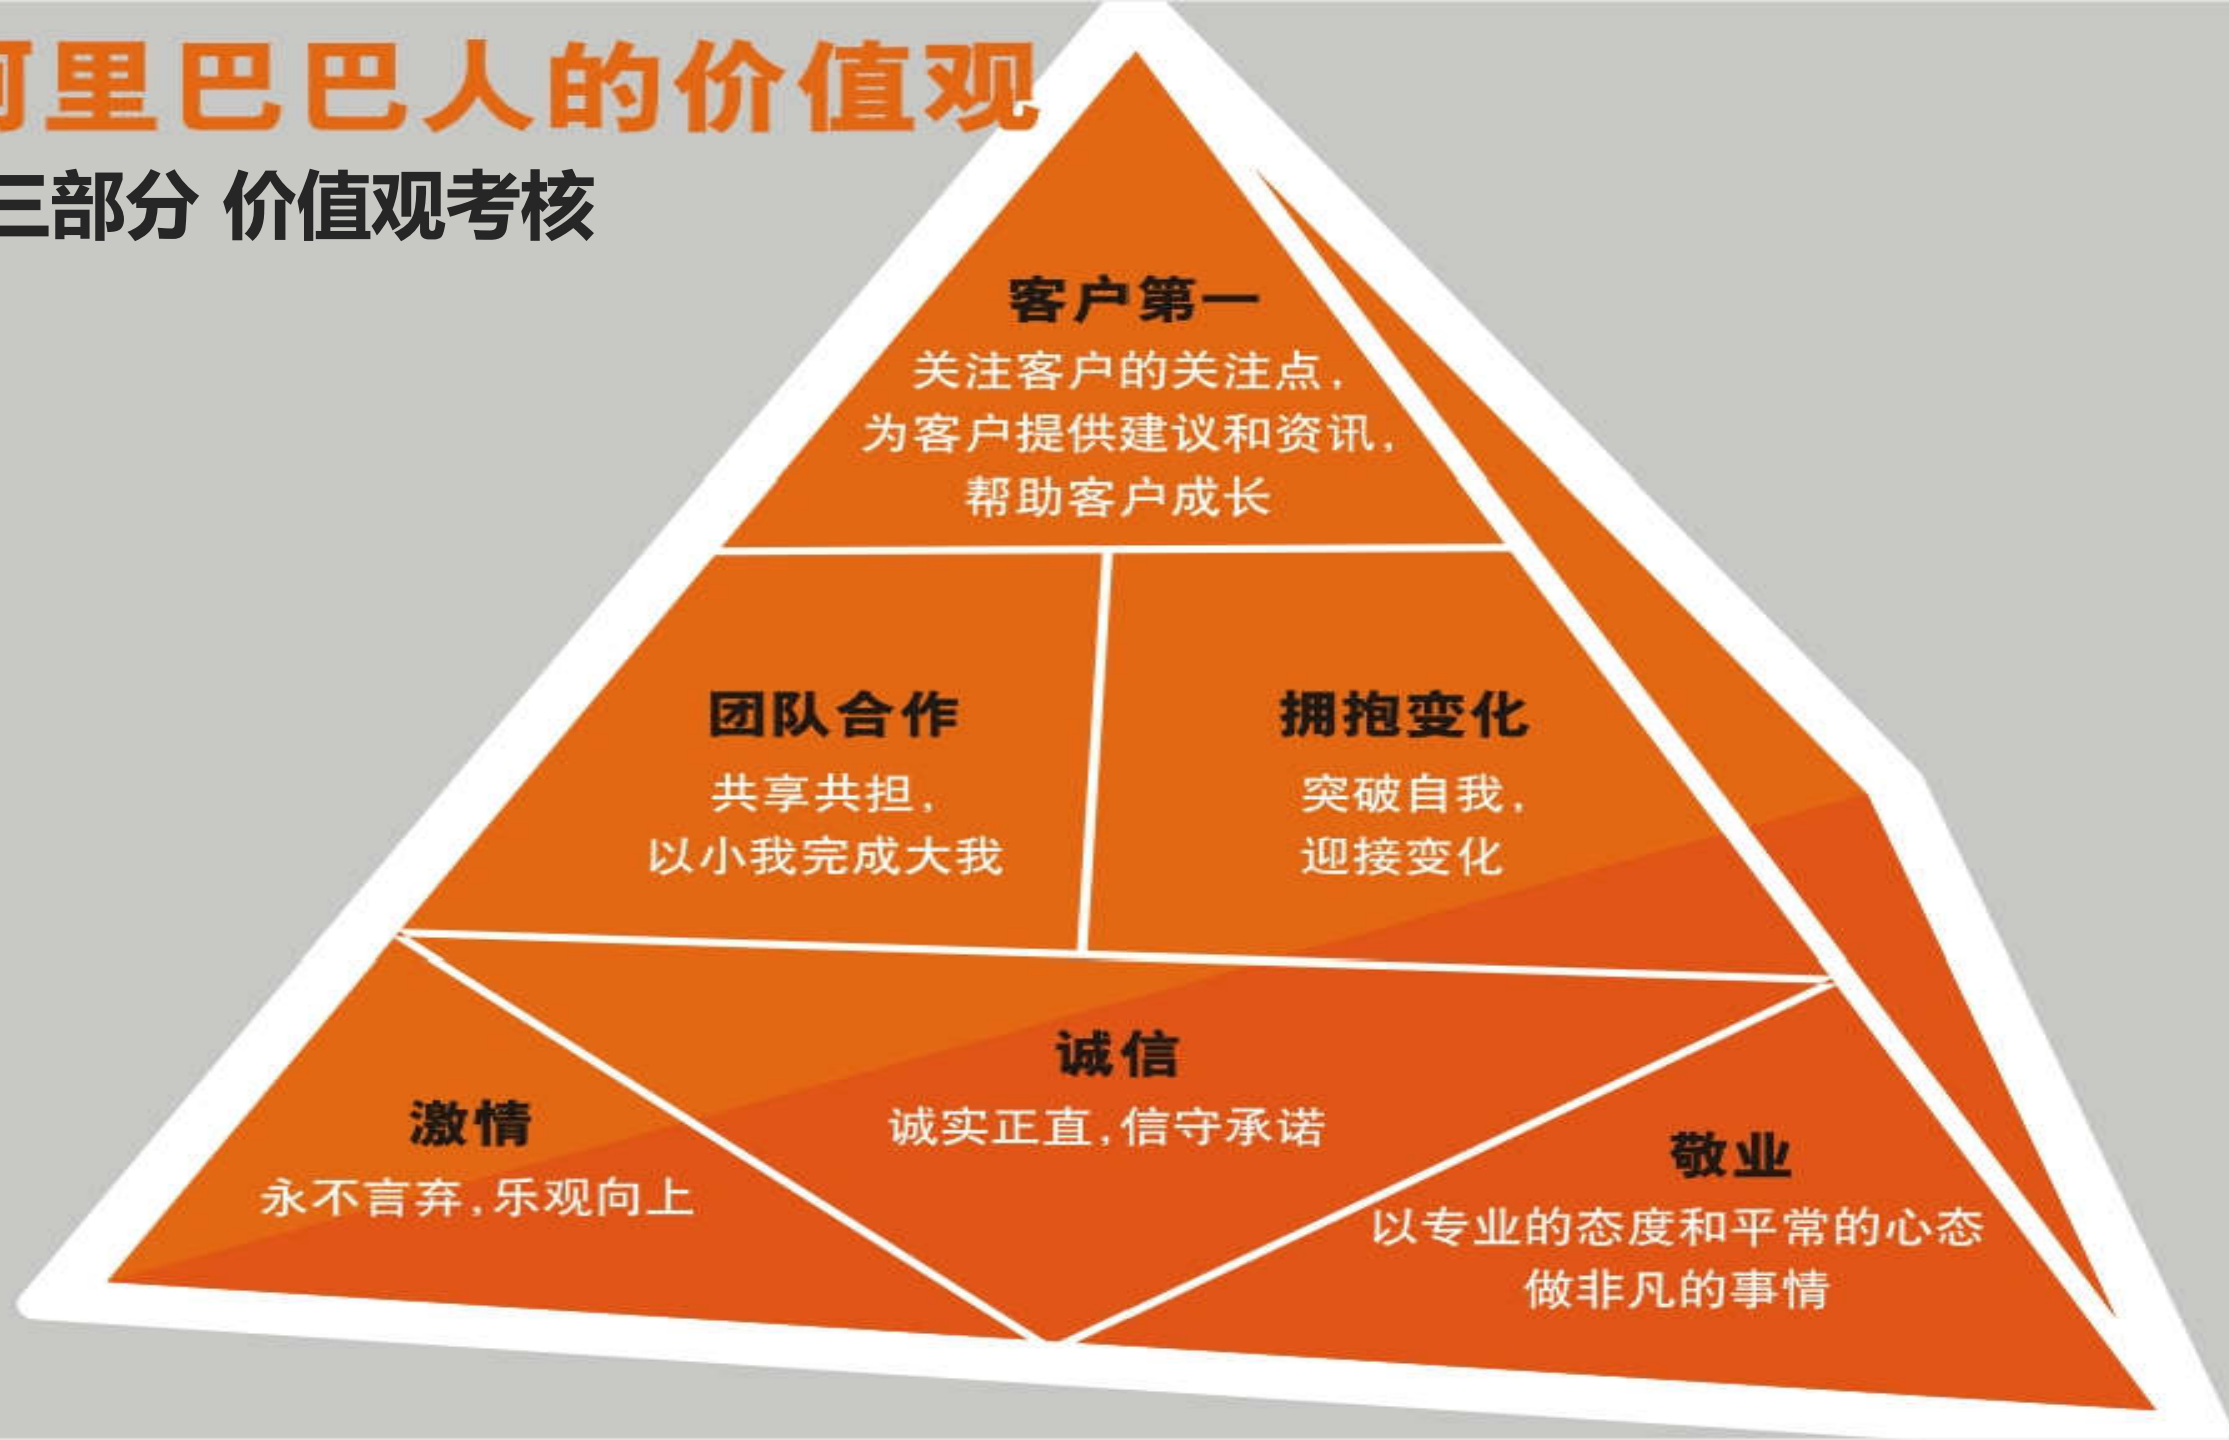 阿里巴巴人的价值观
三部分 价值观考核
客户第一
关注客户的关注点,
为客户提供建议和资讯,
帮助客户成长
团队合作
共享共担,
以小我完成大我
拥抱变化
突破自我,
迎接变化
诚信
诚实正直,信守承诺
激情
永不言弃,乐观向上
敬业
以专业的态度和平常的心态
做非凡的事情